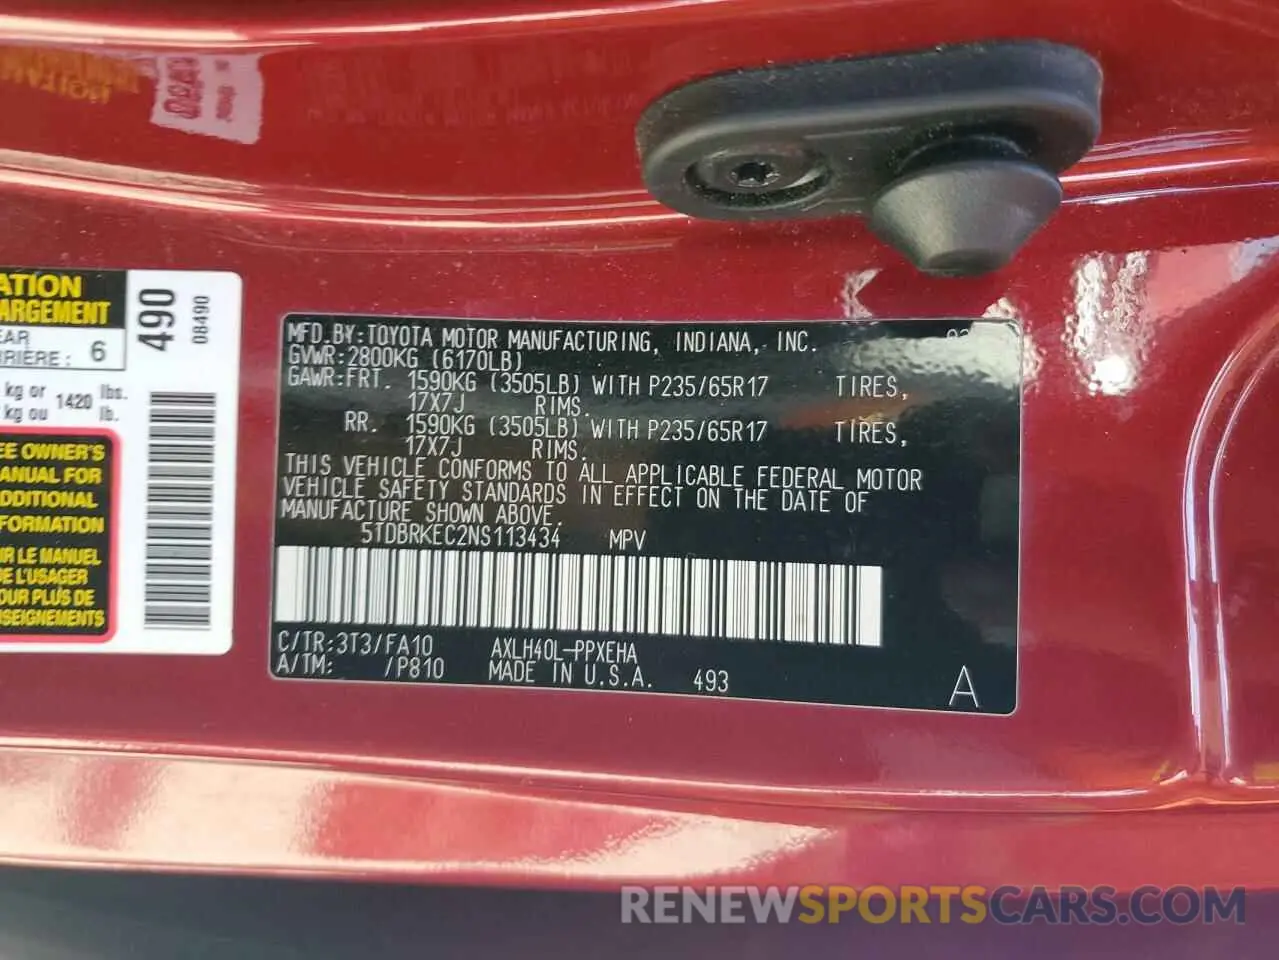 ATION
ARGEMENT
EAR
RRIÈRE : 6
kg or 1420 lbs.
kg ou lb.
EE OWNER'S
ANUAL FOR
DDITIONAL
FORMATION
IR LE MANUEL
DE L'USAGER
OUR PLUS DE
NSEIGNEMENTS
490
08490
MFD.BY:TOYOTA MOTOR MANUFACTURING, INDIANA, INC.
GVWR:2800KG (6170LB)
GAWR:FRT. 1590KG (3505LB) WITH P235/65R17 TIRES,
17X7J RIMS.
RR. 1590KG (3505LB) WITH P235/65R17 TIRES,
17X7J RIMS.
THIS VEHICLE CONFORMS TO ALL APPLICABLE FEDERAL MOTOR
VEHICLE SAFETY STANDARDS IN EFFECT ON THE DATE OF
MANUFACTURE SHOWN ABOVE.
5TDBRKEC2NS113434 MPV
C/TR:3T3/FA10 AXLH40L-PPXEHA
A/TM: /P810 MADE IN U.S.A. 493
A
RENEWSPORTSCARS.COM